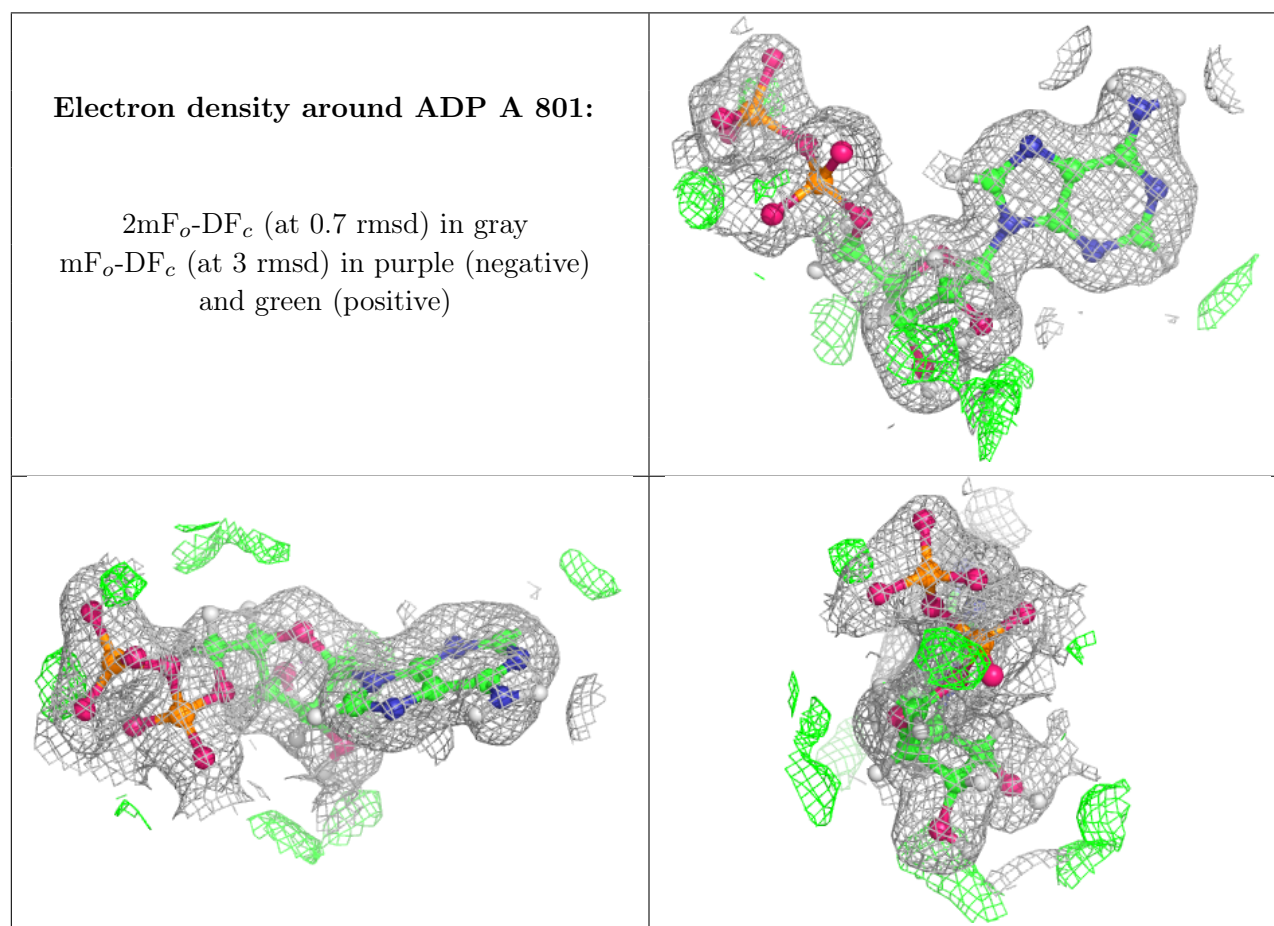 Electron density around ADP A 801:
2mFo-DFc (at 0.7 rmsd) in gray
mFo-DFc (at 3 rmsd) in purple (negative)
and green (positive)